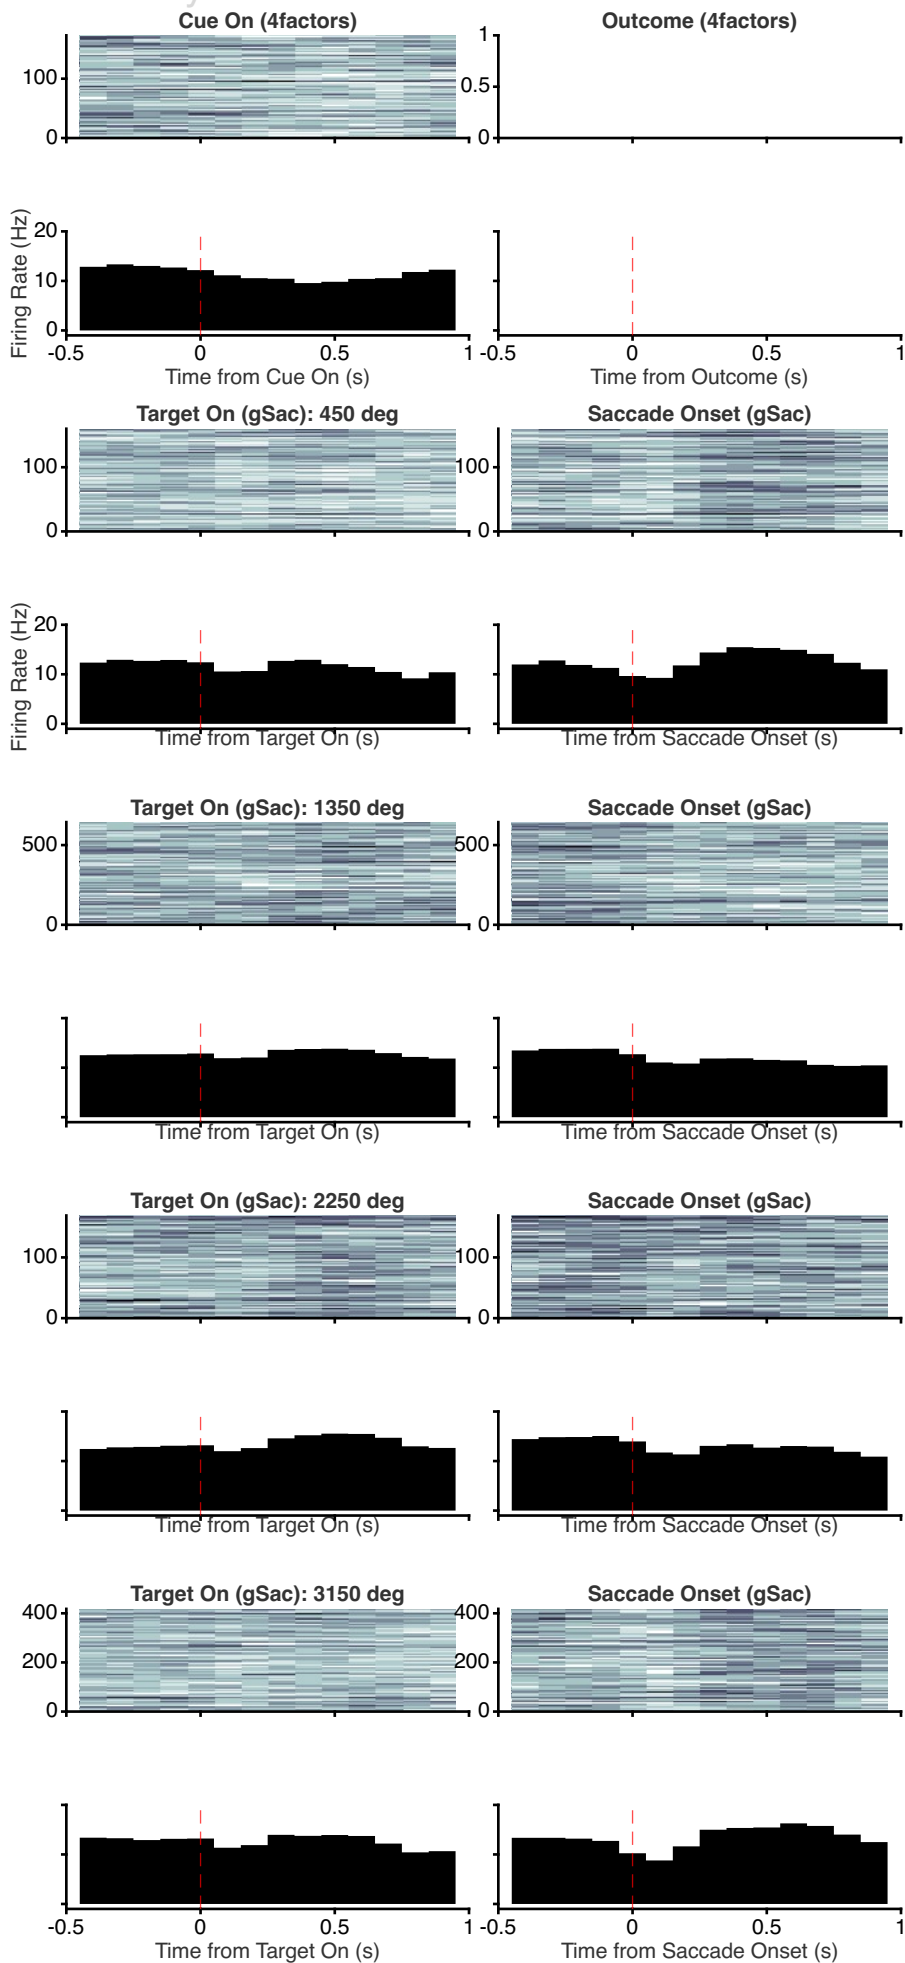 Cue On (4factors) Outcome (4factors)
100
0
1
0.5
0
Firing Rate (Hz)
20
10
0
-0.5 0 0.5 1 -0.5 0 0.5 1
Time from Cue On (s) Time from Outcome (s)
Target On (gSac): 450 deg Saccade Onset (gSac)
100 100
0 0
Firing Rate (Hz)
20
10
0
Time from Target On (s) Time from Saccade Onset (s)
Target On (gSac): 1350 deg Saccade Onset (gSac)
500 500
0 0
Time from Target On (s) Time from Saccade Onset (s)
Target On (gSac): 2250 deg Saccade Onset (gSac)
100 100
0 0
Time from Target On (s) Time from Saccade Onset (s)
Target On (gSac): 3150 deg Saccade Onset (gSac)
400 400
200 200
0 0
-0.5 0 0.5 1 -0.5 0 0.5 1
Time from Target On (s) Time from Saccade Onset (s)